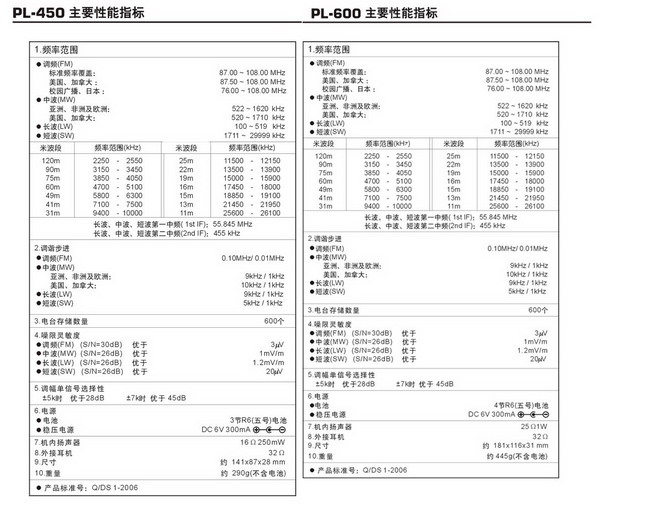 PL-450 主要性能指标
1.频率范围
●调频(FM)
标准频率覆盖: 87.00 ~ 108.00 MHz
美国、加拿大: 87.50 ~ 108.00 MHz
校园广播、日本: 76.00 ~ 108.00 MHz
●中波(MW)
亚洲、非洲及欧洲: 522 ~ 1620 kHz
美国、加拿大: 520 ~ 1710 kHz
●长波(LW) 100 ~ 519 kHz
●短波(SW) 1711 ~ 29999 kHz
米波段 频率范围(kHz) 米波段 频率范围(kHz)
120m 2250 - 2550 25m 11500 - 12150
90m 3150 - 3450 22m 13500 - 13900
75m 3850 - 4050 19m 15000 - 15900
60m 4700 - 5100 16m 17450 - 18000
49m 5800 - 6300 15m 18850 - 19100
41m 7100 - 7500 13m 21450 - 21950
31m 9400 - 10000 11m 25600 - 26100
长波、中波、短波第一中频(1st IF): 55.845 MHz
长波、中波、短波第二中频(2nd IF): 455 kHz
2.调谐步进
●调频(FM) 0.10MHz/ 0.01MHz
●中波(MW)
亚洲、非洲及欧洲: 9kHz / 1kHz
美国、加拿大: 10kHz / 1kHz
●长波(LW) 9kHz / 1kHz
●短波(SW) 5kHz / 1kHz
3.电台存储数量 600个
4.噪限灵敏度
●调频(FM) (S/N=30dB) 优于 3μV
●中波(MW) (S/N=26dB) 优于 1mV/m
●长波(LW) (S/N=26dB) 优于 1.2mV/m
●短波(SW) (S/N=26dB) 优于 20μV
5.调幅单信号选择性
±5k时 优于28dB ±7k时 优于 45dB
6.电源
●电池 3节R6(五号)电池
●稳压电源 DC 6V 300mA
7.机内扬声器 16Ω 250mW
8.外接耳机 32Ω
9.尺寸 约 141x87x28 mm
10.重量 约 290g(不含电池)
● 产品标准号: Q/DS 1-2006
PL-600 主要性能指标
1.频率范围
●调频(FM)
标准频率覆盖: 87.00 ~ 108.00 MHz
美国、加拿大: 87.50 ~ 108.00 MHz
校园广播、日本: 76.00 ~ 108.00 MHz
●中波(MW)
亚洲、非洲及欧洲: 522 ~ 1620 kHz
美国、加拿大: 520 ~ 1710 kHz
●长波(LW) 100 ~ 519 kHz
●短波(SW) 1711 ~ 29999 kHz
米波段 频率范围(kHz) 米波段 频率范围(kHz)
120m 2250 - 2550 25m 11500 - 12150
90m 3150 - 3450 22m 13500 - 13900
75m 3850 - 4050 19m 15000 - 15900
60m 4700 - 5100 16m 17450 - 18000
49m 5800 - 6300 15m 18850 - 19100
41m 7100 - 7500 13m 21450 - 21950
31m 9400 - 10000 11m 25600 - 26100
长波、中波、短波第一中频(1st IF): 55.845 MHz
长波、中波、短波第二中频(2nd IF): 455 kHz
2.调谐步进
●调频(FM) 0.10MHz/ 0.01MHz
●中波(MW)
亚洲、非洲及欧洲: 9kHz / 1kHz
美国、加拿大: 10kHz / 1kHz
●长波(LW) 9kHz / 1kHz
●短波(SW) 5kHz / 1kHz
3.电台存储数量 600个
4.噪限灵敏度
●调频(FM) (S/N=30dB) 优于 3μV
●中波(MW) (S/N=26dB) 优于 1mV/m
●长波(LW) (S/N=26dB) 优于 1.2mV/m
●短波(SW) (S/N=26dB) 优于 20μV
5.调幅单信号选择性
±5k时 优于28dB ±7k时 优于 45dB
6.电源
●电池 4节R6(五号)电池
●稳压电源 DC 6V 300mA
7.机内扬声器 25Ω1W
8.外接耳机 32Ω
9.尺寸 约 181x116x31 mm
10.重量 约 445g(不含电池)
● 产品标准号: Q/DS 1-2006